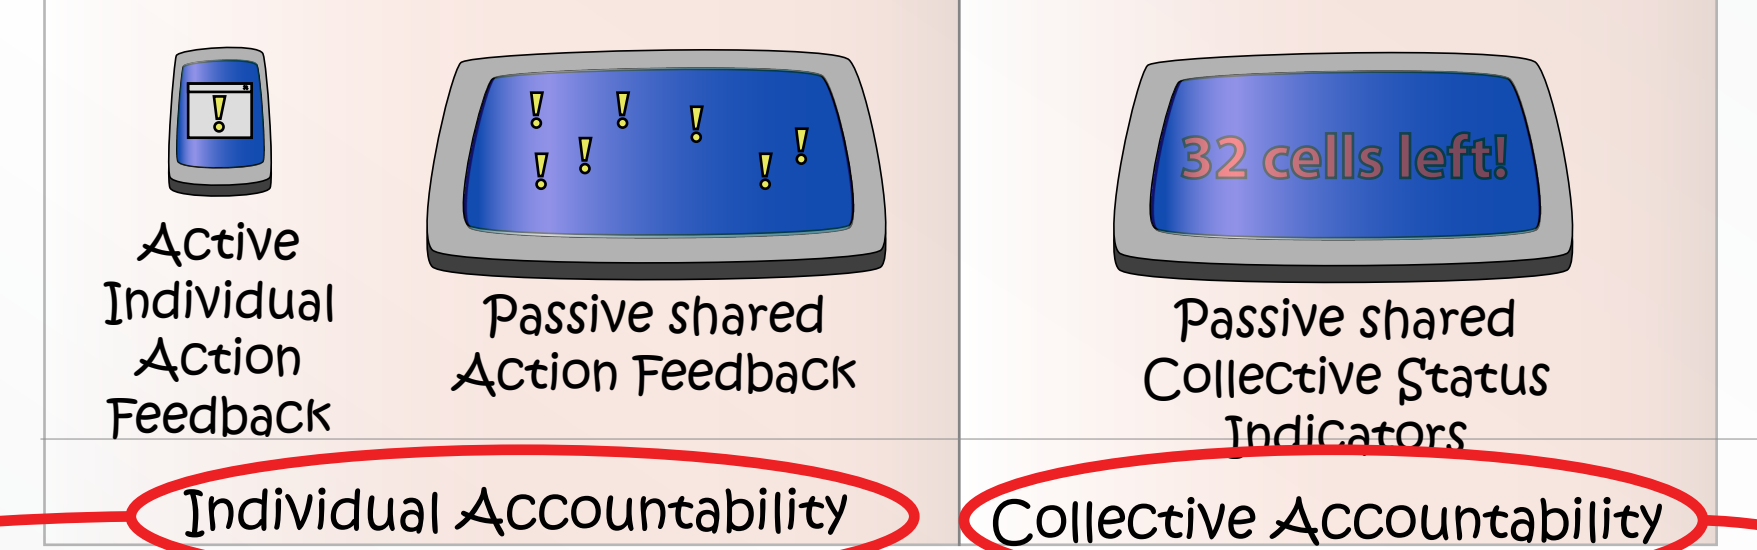 Active
Individual
Action
Feedback
!
! ! ! ! ! ! !
Passive shared
Action Feedback
32 cells left!
Passive shared
Collective Status
Indicators
Individual Accountability
Collective Accountability